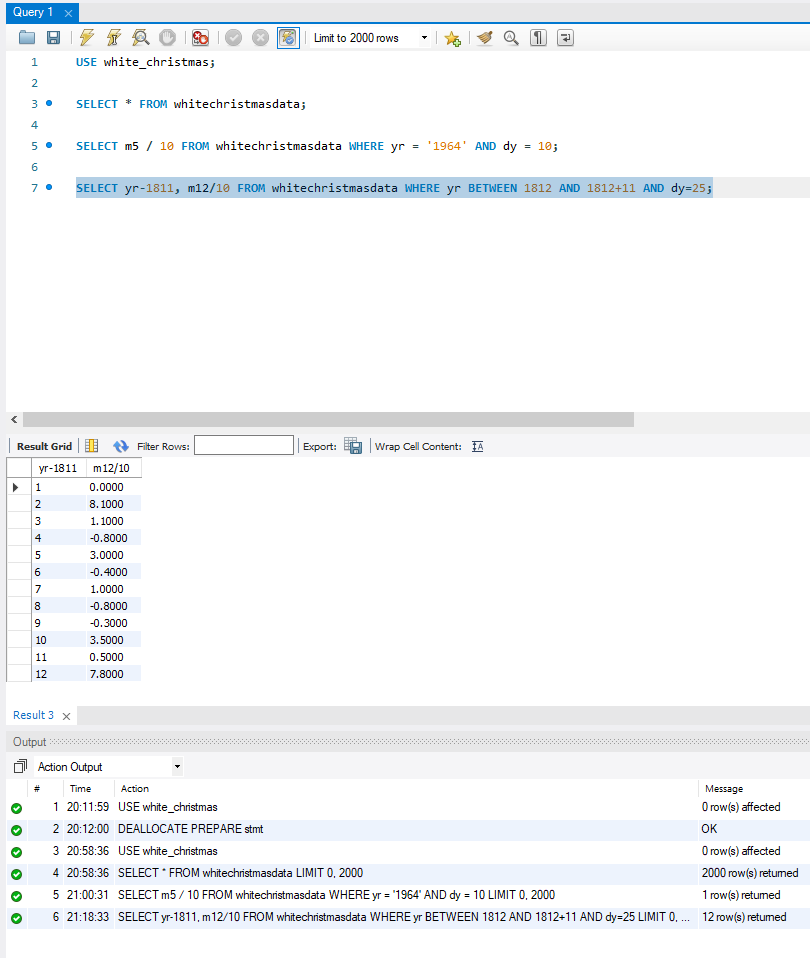 Query 1
Limit to 2000 rows
1 USE white_christmas;
2
3 SELECT * FROM whitechristmasdata;
4
5 SELECT m5 / 10 FROM whitechristmasdata WHERE yr = '1964' AND dy = 10;
6
7 SELECT yr-1811, m12/10 FROM whitechristmasdata WHERE yr BETWEEN 1812 AND 1812+11 AND dy=25;
Result Grid Filter Rows: Export: Wrap Cell Content:
yr-1811 m12/10
1 0.0000
2 8.1000
3 1.1000
4 -0.8000
5 3.0000
6 -0.4000
7 1.0000
8 -0.8000
9 -0.3000
10 3.5000
11 0.5000
12 7.8000
Result 3
Output
Action Output
# Time Action Message
1 20:11:59 USE white_christmas 0 row(s) affected
2 20:12:00 DEALLOCATE PREPARE stmt OK
3 20:58:36 USE white_christmas 0 row(s) affected
4 20:58:36 SELECT * FROM whitechristmasdata LIMIT 0, 2000 2000 row(s) returned
5 21:00:31 SELECT m5 / 10 FROM whitechristmasdata WHERE yr = '1964' AND dy = 10 LIMIT 0, 2000 1 row(s) returned
6 21:18:33 SELECT yr-1811, m12/10 FROM whitechristmasdata WHERE yr BETWEEN 1812 AND 1812+11 AND dy=25 LIMIT 0, ... 12 row(s) returned